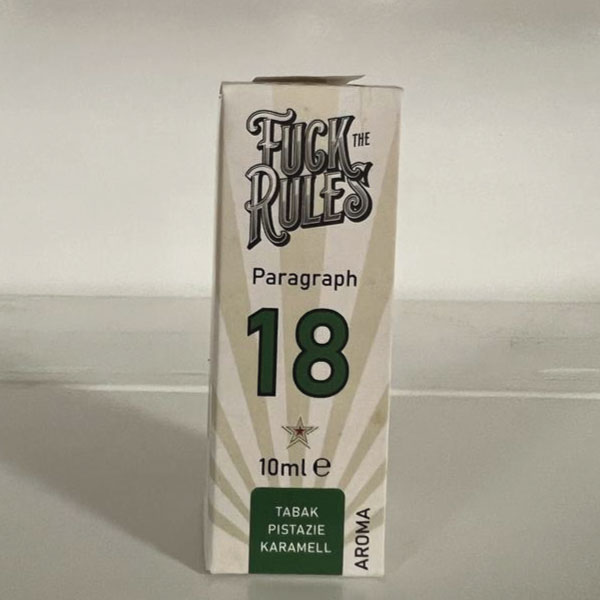 FUCK THE
RULES
Paragraph
18
10ml ℮
TABAK
PISTAZIE
KARAMELL
AROMA